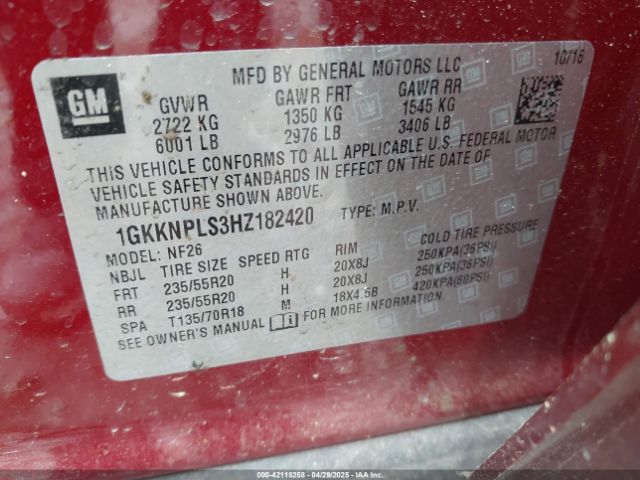 GM
MFD BY GENERAL MOTORS LLC
10/16
GVWR GAWR FRT GAWR RR
2722 KG 1350 KG 1545 KG
6001 LB 2976 LB 3406 LB
THIS VEHICLE CONFORMS TO ALL APPLICABLE U.S. FEDERAL MOTOR
VEHICLE SAFETY STANDARDS IN EFFECT ON THE DATE OF
MANUFACTURE SHOWN ABOVE.
1GKKNPLS3HZ182420 TYPE: M.P.V.
MODEL: NF26
NBJL TIRE SIZE SPEED RTG RIM COLD TIRE PRESSURE
FRT 235/55R20 H 20X8J 250KPA(36PSI)
RR 235/55R20 H 20X8J 250KPA(36PSI)
SPA T135/70R18 M 18X4.5B 420KPA(60PSI)
SEE OWNER'S MANUAL FOR MORE INFORMATION.
000-42118258 - 04/29/2025 - IAAI.COM